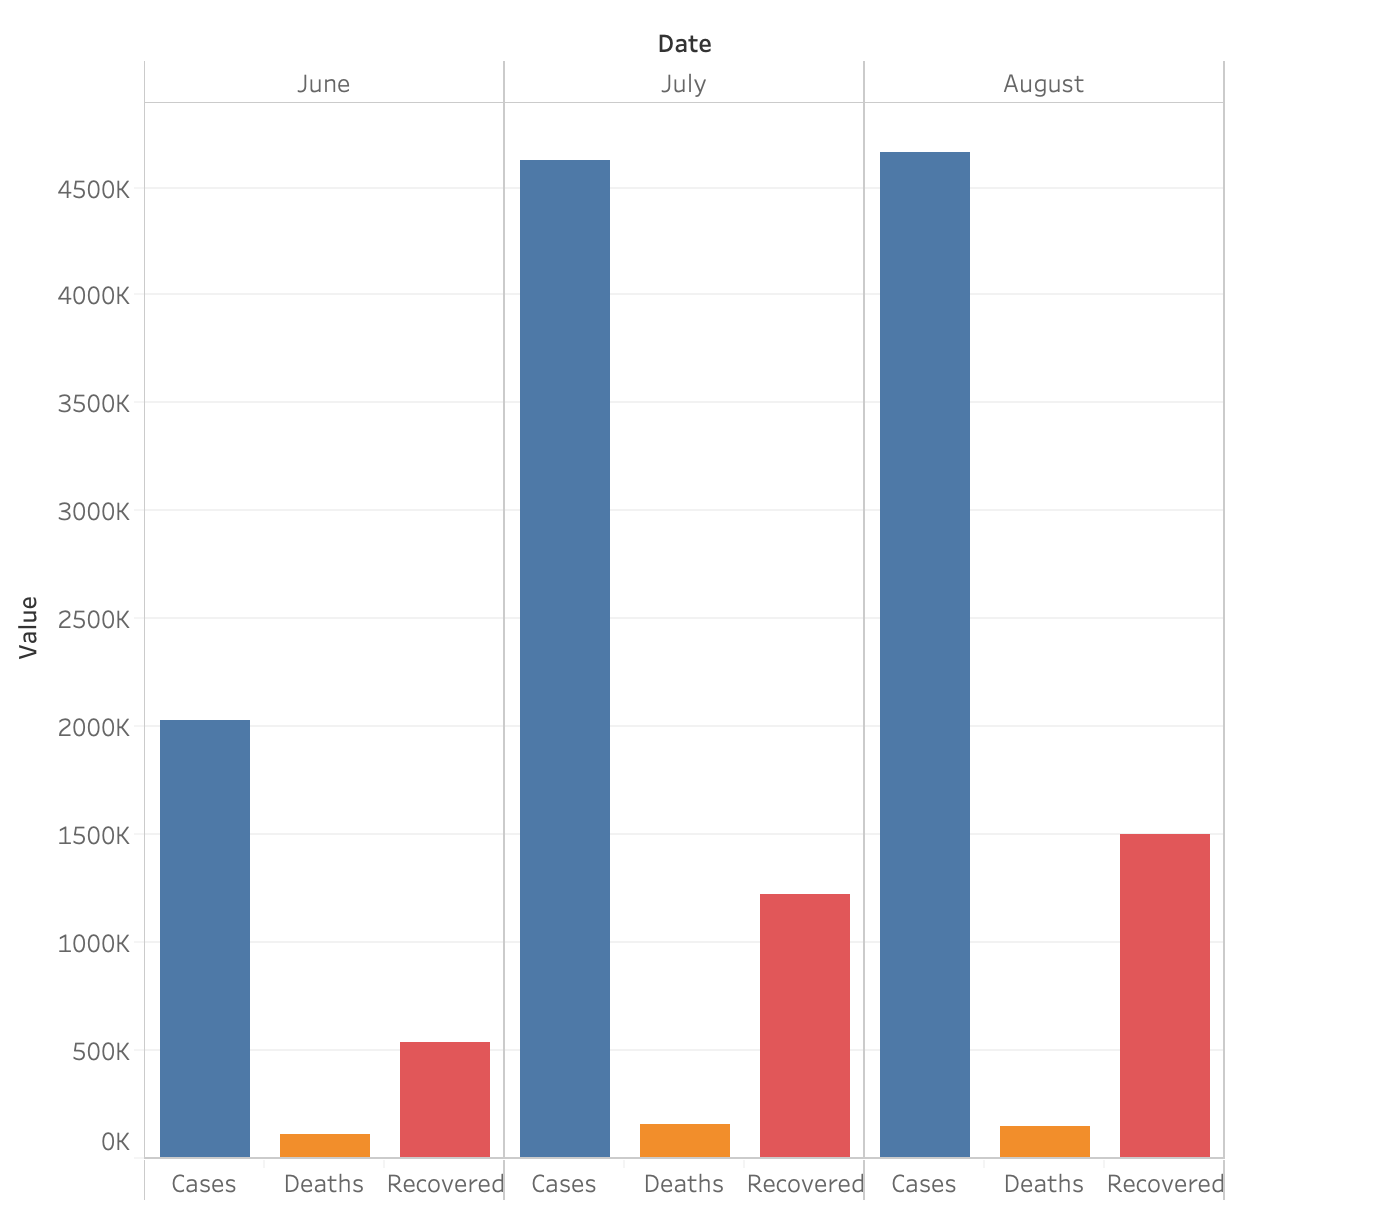 Date
June
July
August
Value
4500K
4000K
3500K
3000K
2500K
2000K
1500K
1000K
500K
0K
Cases Deaths Recovered Cases Deaths Recovered Cases Deaths Recovered